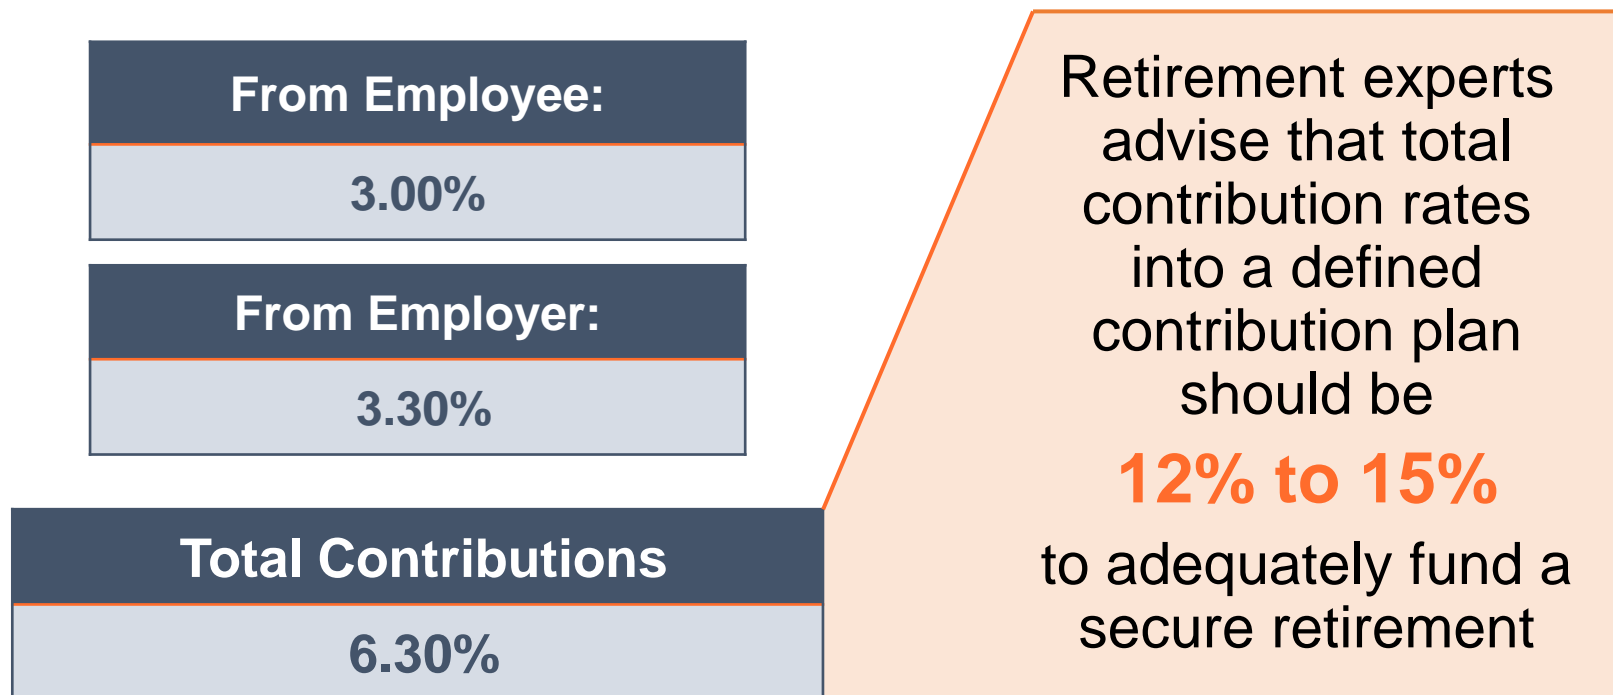 From Employee:
3.00%
From Employer:
3.30%
Total Contributions
6.30%
Retirement experts
advise that total
contribution rates
into a defined
contribution plan
should be
12% to 15%
to adequately fund a
secure retirement